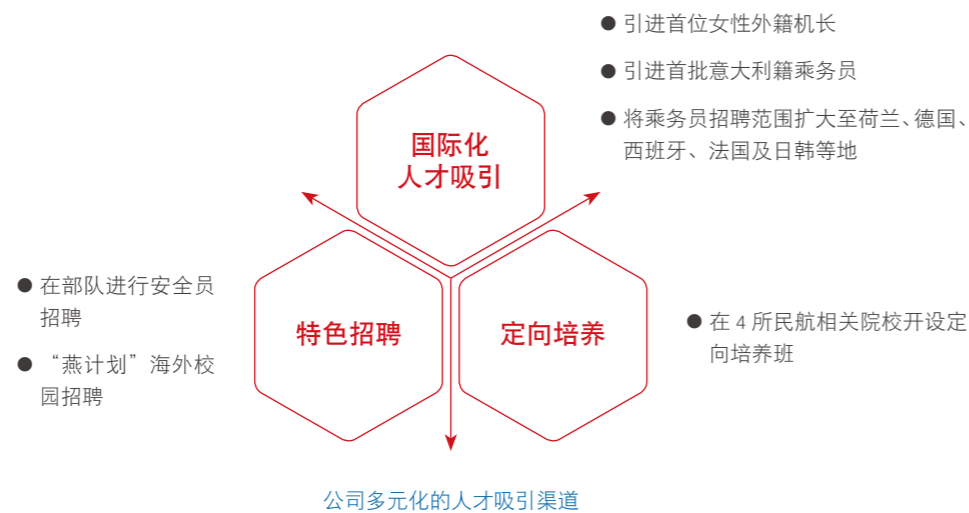 ● 引进首位女性外籍机长
● 引进首批意大利籍乘务员
● 将乘务员招聘范围扩大至荷兰、德国、
西班牙、法国及日韩等地
国际化
人才吸引
● 在部队进行安全员
招聘
● “燕计划”海外校
园招聘
特色招聘
定向培养
● 在 4 所民航相关院校开设定
向培养班
公司多元化的人才吸引渠道